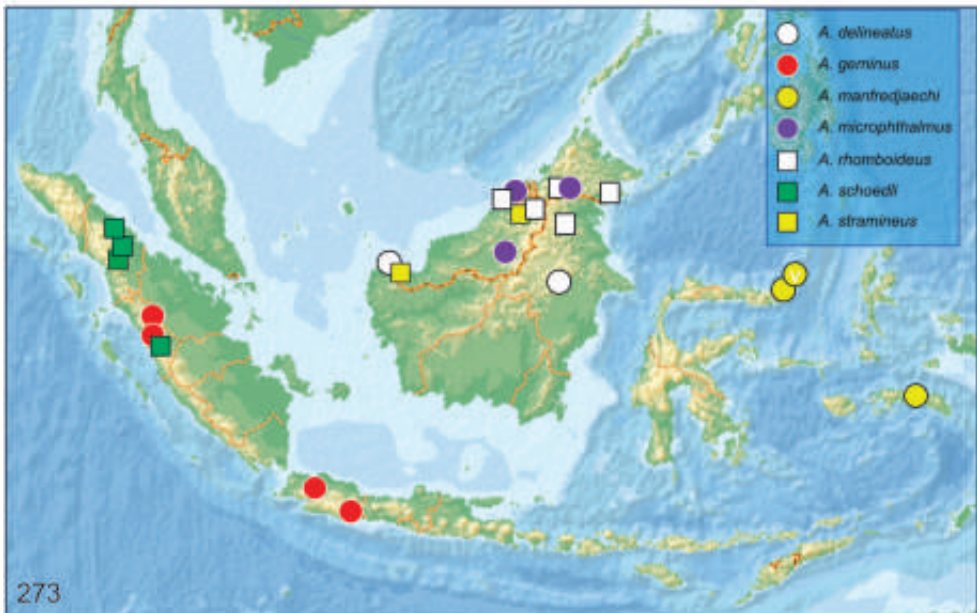 A. delineatus
A. geminus
A. manfredjaechi
A. microphthalmus
A. rhomboideus
A. schoedli
A. stramineus
v
273